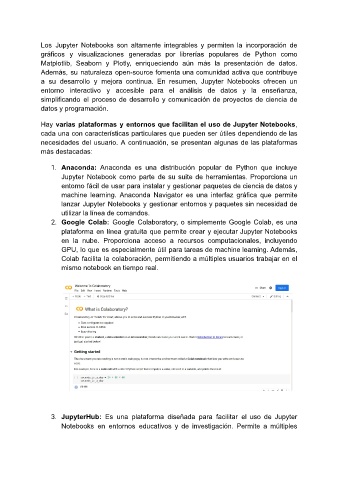 Los Jupyter Notebooks son altamente integrables y permiten la incorporación de
gráficos y visualizaciones generadas por librerías populares de Python como
Matplotlib, Seaborn y Plotly, enriqueciendo aún más la presentación de datos.
Además, su naturaleza open-source fomenta una comunidad activa que contribuye
a su desarrollo y mejora continua. En resumen, Jupyter Notebooks ofrecen un
entorno interactivo y accesible para el análisis de datos y la enseñanza,
simplificando el proceso de desarrollo y comunicación de proyectos de ciencia de
datos y programación.
Hay varias plataformas y entornos que facilitan el uso de Jupyter Notebooks,
cada una con características particulares que pueden ser útiles dependiendo de las
necesidades del usuario. A continuación, se presentan algunas de las plataformas
más destacadas:
1. Anaconda: Anaconda es una distribución popular de Python que incluye
Jupyter Notebook como parte de su suite de herramientas. Proporciona un
entorno fácil de usar para instalar y gestionar paquetes de ciencia de datos y
machine learning. Anaconda Navigator es una interfaz gráfica que permite
lanzar Jupyter Notebooks y gestionar entornos y paquetes sin necesidad de
utilizar la línea de comandos.
2. Google Colab: Google Colaboratory, o simplemente Google Colab, es una
plataforma en línea gratuita que permite crear y ejecutar Jupyter Notebooks
en la nube. Proporciona acceso a recursos computacionales, incluyendo
GPU, lo que es especialmente útil para tareas de machine learning. Además,
Colab facilita la colaboración, permitiendo a múltiples usuarios trabajar en el
mismo notebook en tiempo real.
What is Colaboratory?
Getting started
3. JupyterHub: Es una plataforma diseñada para facilitar el uso de Jupyter
Notebooks en entornos educativos y de investigación. Permite a múltiples